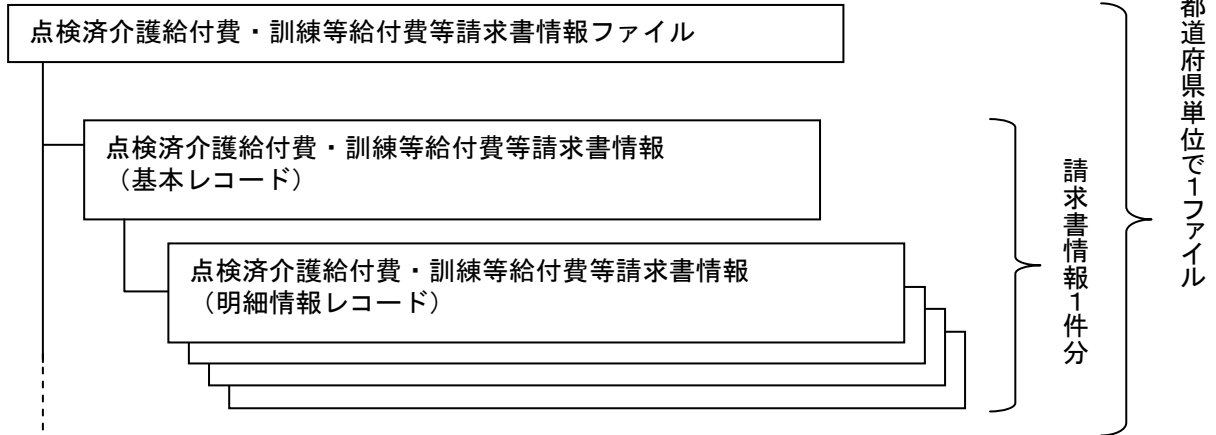 点検済介護給付費・訓練等給付費等請求書情報ファイル
点検済介護給付費・訓練等給付費等請求書情報
（基本レコード）
点検済介護給付費・訓練等給付費等請求書情報
（明細情報レコード）
請求書情報１件分
都道府県単位で１ファイル